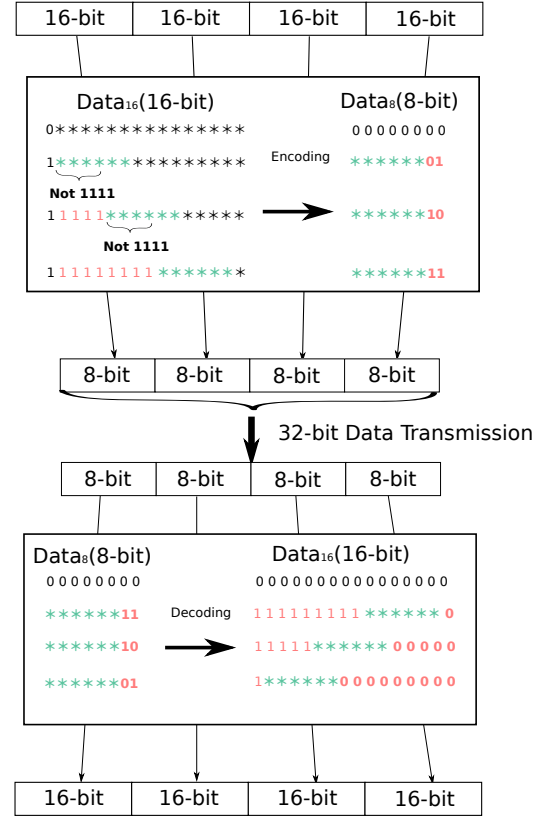 16-bit 16-bit 16-bit 16-bit
Data₁₆(16-bit) Data₈(8-bit)
0*************** 00000000
1*************** Encoding ******01
Not 1111
11111*********** ******10
Not 1111
111111111******* ******11
8-bit 8-bit 8-bit 8-bit
32-bit Data Transmission
8-bit 8-bit 8-bit 8-bit
Data₈(8-bit) Data₁₆(16-bit)
00000000 0000000000000000
******11 Decoding 111111111******0
******10 11111******00000
******01 1******000000000
16-bit 16-bit 16-bit 16-bit